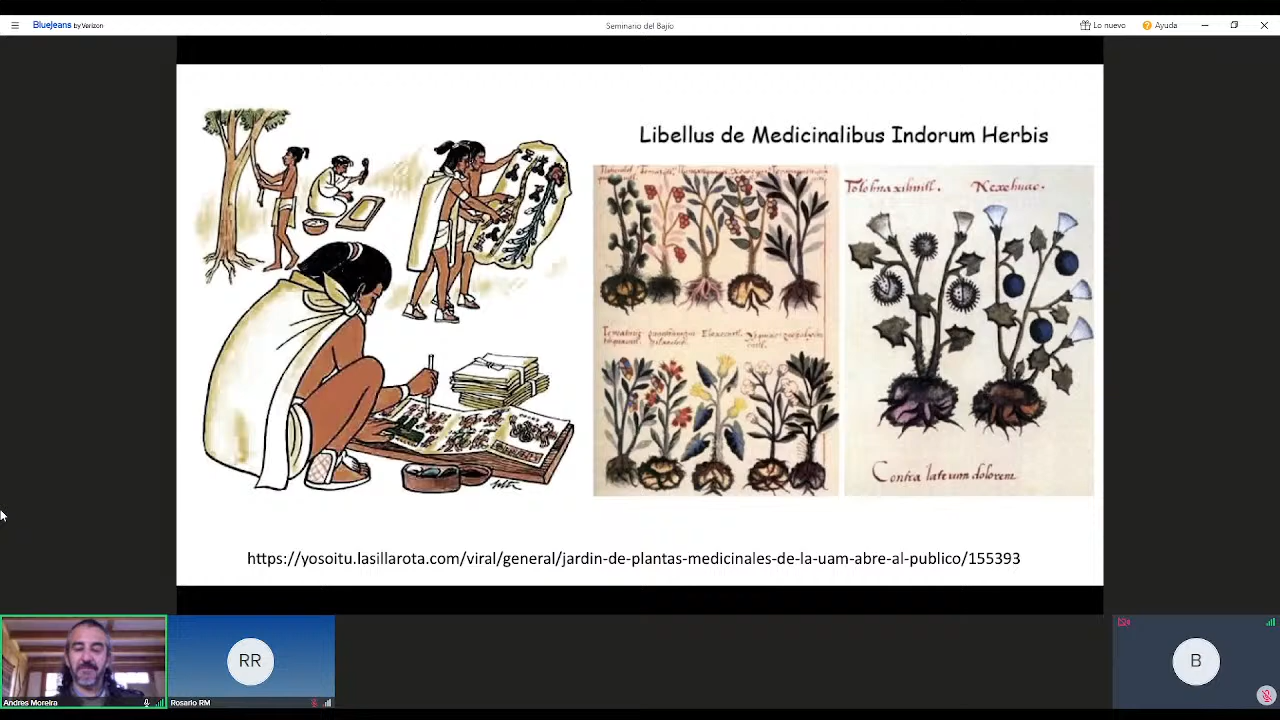 BlueJeans by Verizon
Seminario del Bajío
Lo nuevo
Ayuda
Libellus de Medicinalibus Indorum Herbis
Tolohua xihuitl. Nexehuac.
Contra laterum dolorem
https://yosoitu.lasillarota.com/viral/general/jardin-de-plantas-medicinales-de-la-uam-abre-al-publico/155393
RR
B
Andres Moreira
Rosario RM